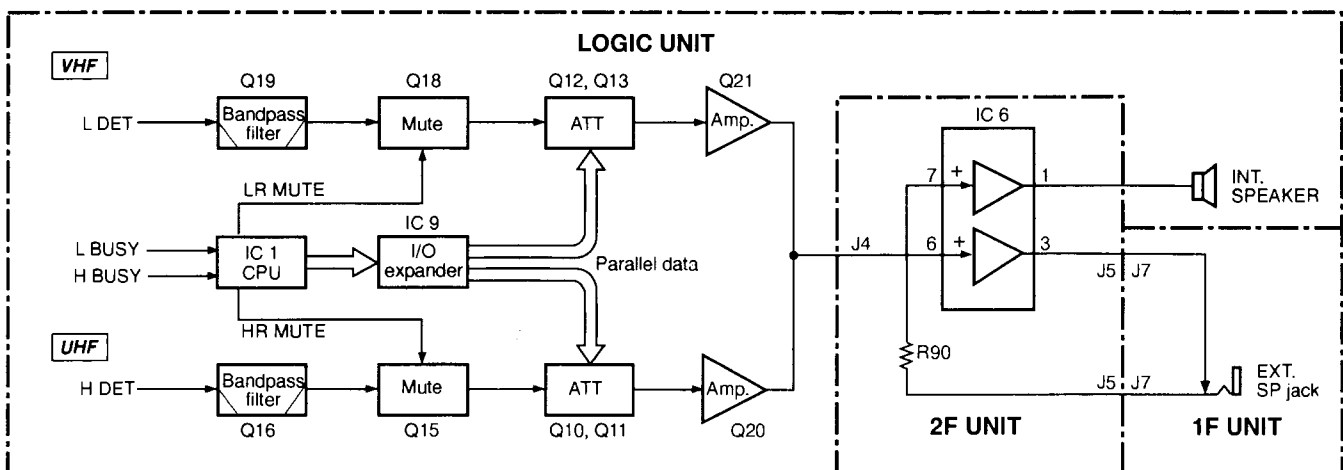 LOGIC UNIT
VHF
Q19
Q18
Q12, Q13
Q21
L DET
Bandpass
filter
Mute
ATT
Amp.
IC 6
LR MUTE
7
+
1
INT.
SPEAKER
L BUSY
H BUSY
IC 1
CPU
IC 9
I/O
expander
Parallel data
J4
6
+
3
J5
J7
HR MUTE
UHF
R90
H DET
Bandpass
filter
Mute
ATT
Amp.
J5
J7
EXT.
SP jack
Q16
Q15
Q10, Q11
Q20
2F UNIT
1F UNIT